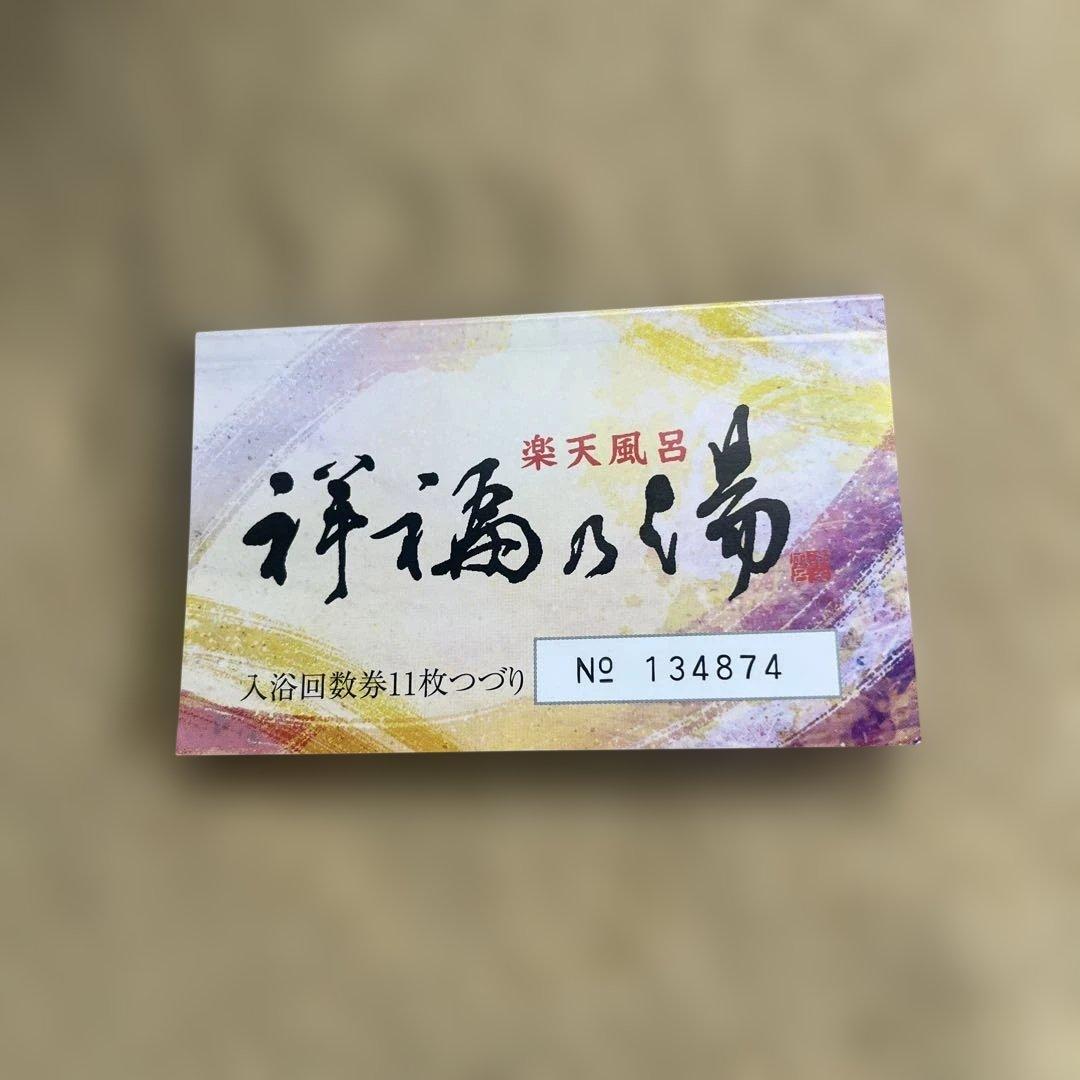 楽天風呂
祥福乃湯
入浴回数券11枚つづり
№ 134874